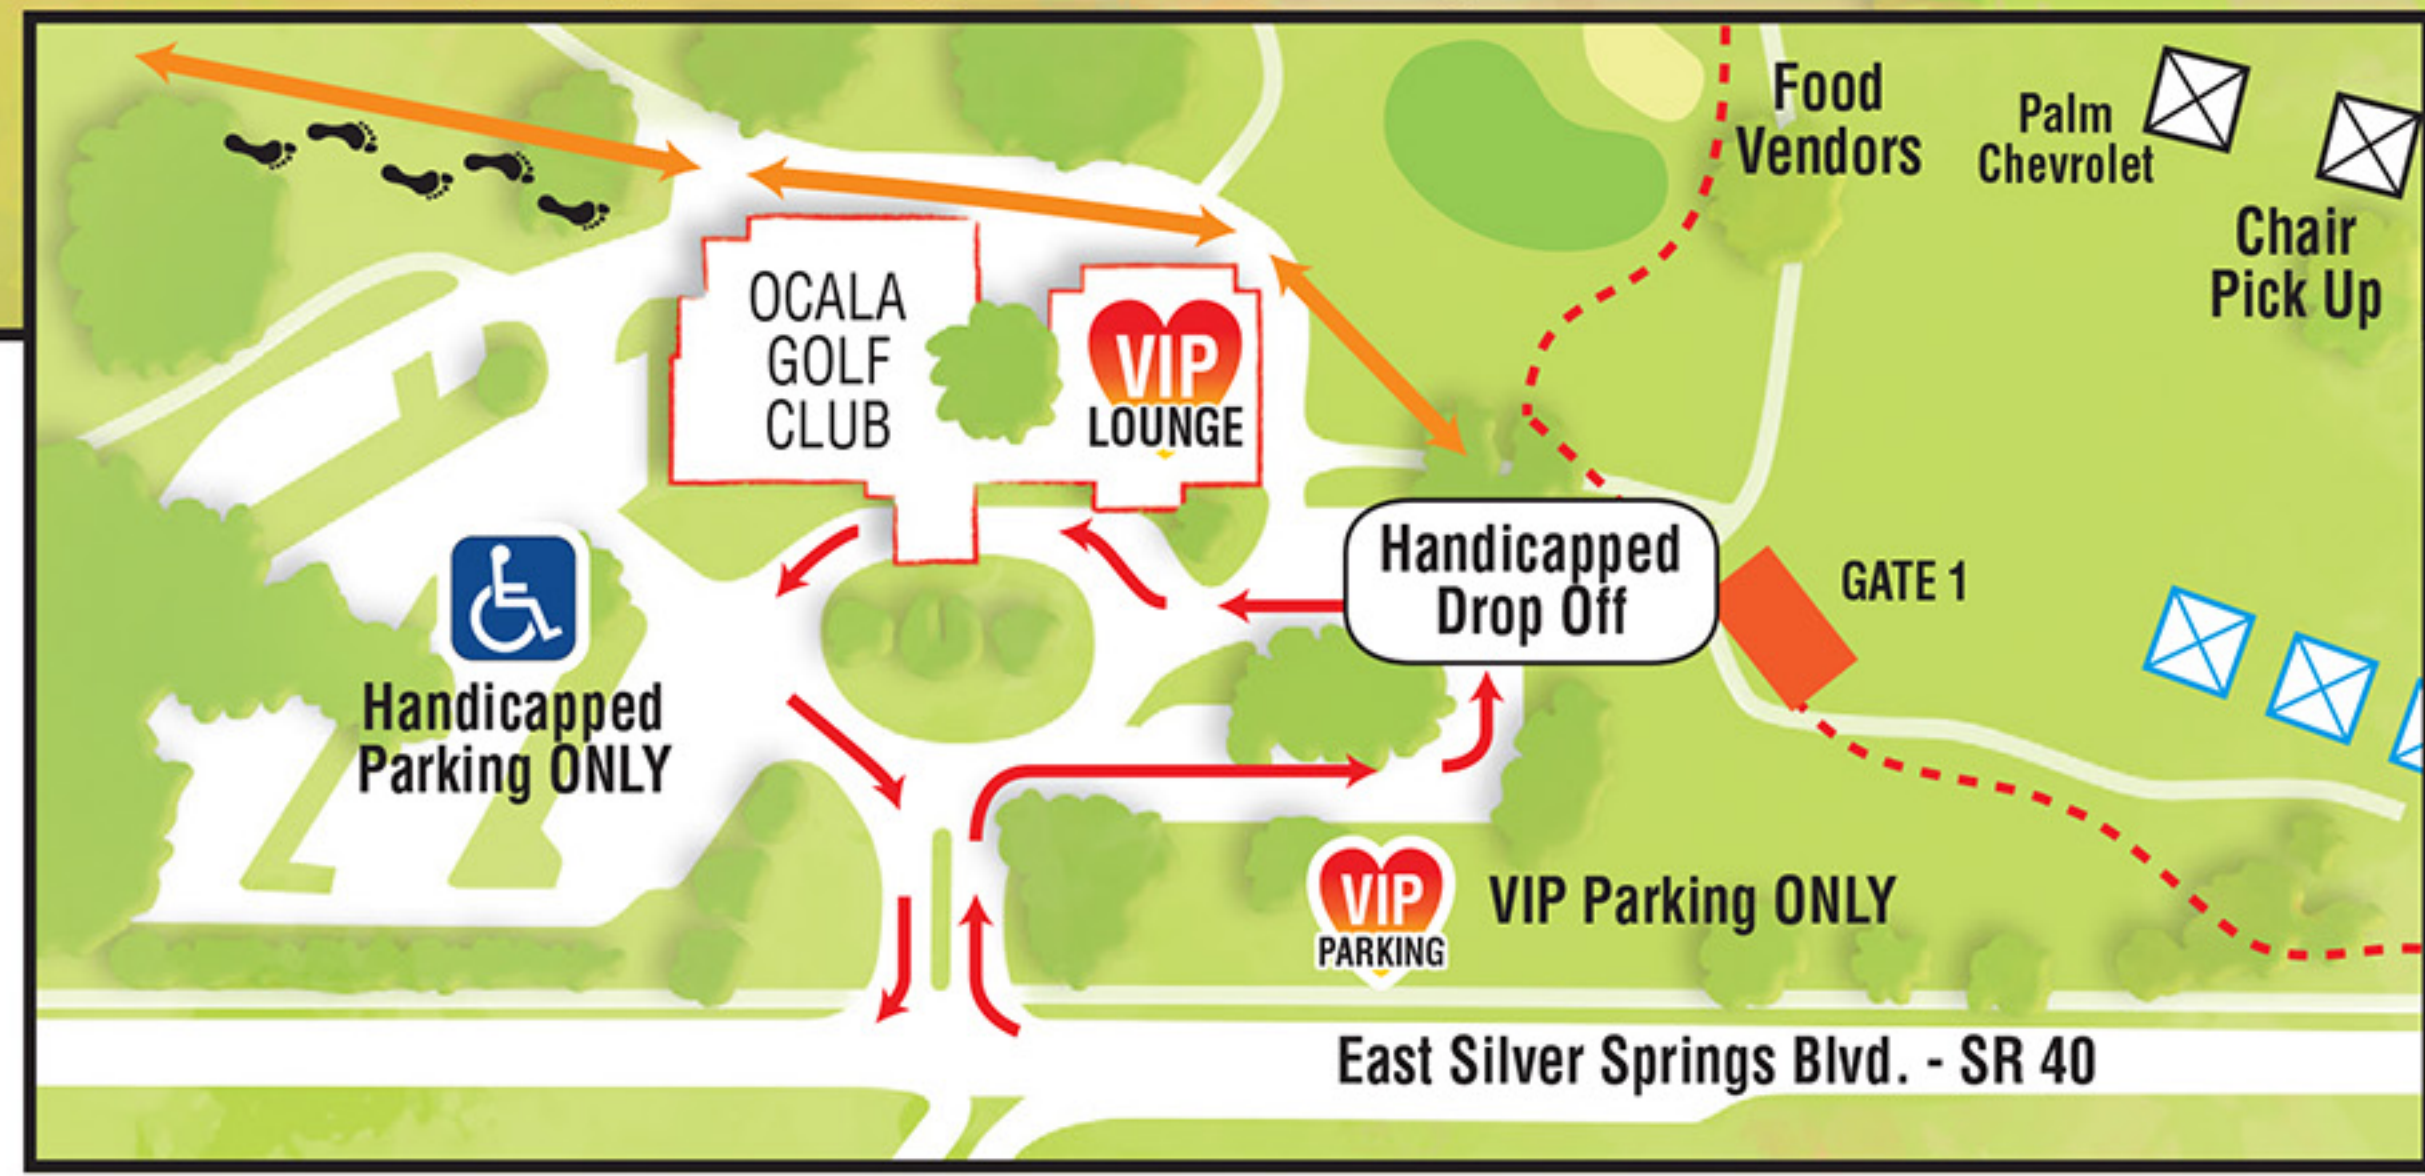 Food
Vendors
Palm
Chevrolet
Chair
Pick Up
OCALA
GOLF
CLUB
VIP
LOUNGE
Handicapped
Drop Off
GATE 1
Handicapped
Parking ONLY
VIP
PARKING
VIP Parking ONLY
East Silver Springs Blvd. - SR 40